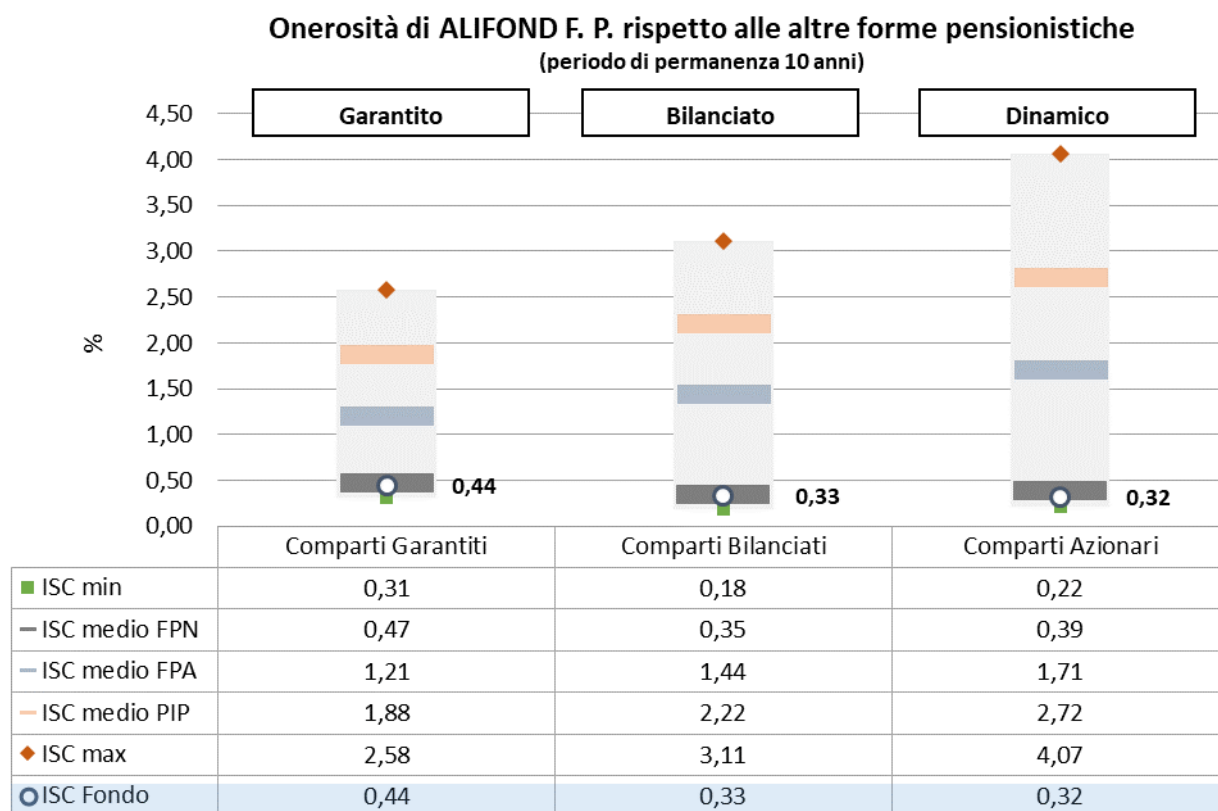 Onerosità di ALIFOND F. P. rispetto alle altre forme pensionistiche
(periodo di permanenza 10 anni)
Garantito Bilanciato Dinamico
4,50
4,00
3,50
3,00
2,50
2,00
1,50
1,00
0,50
0,00
%
0,44 0,33 0,32
Comparti Garantiti Comparti Bilanciati Comparti Azionari
ISC min 0,31 0,18 0,22
ISC medio FPN 0,47 0,35 0,39
ISC medio FPA 1,21 1,44 1,71
ISC medio PIP 1,88 2,22 2,72
ISC max 2,58 3,11 4,07
ISC Fondo 0,44 0,33 0,32